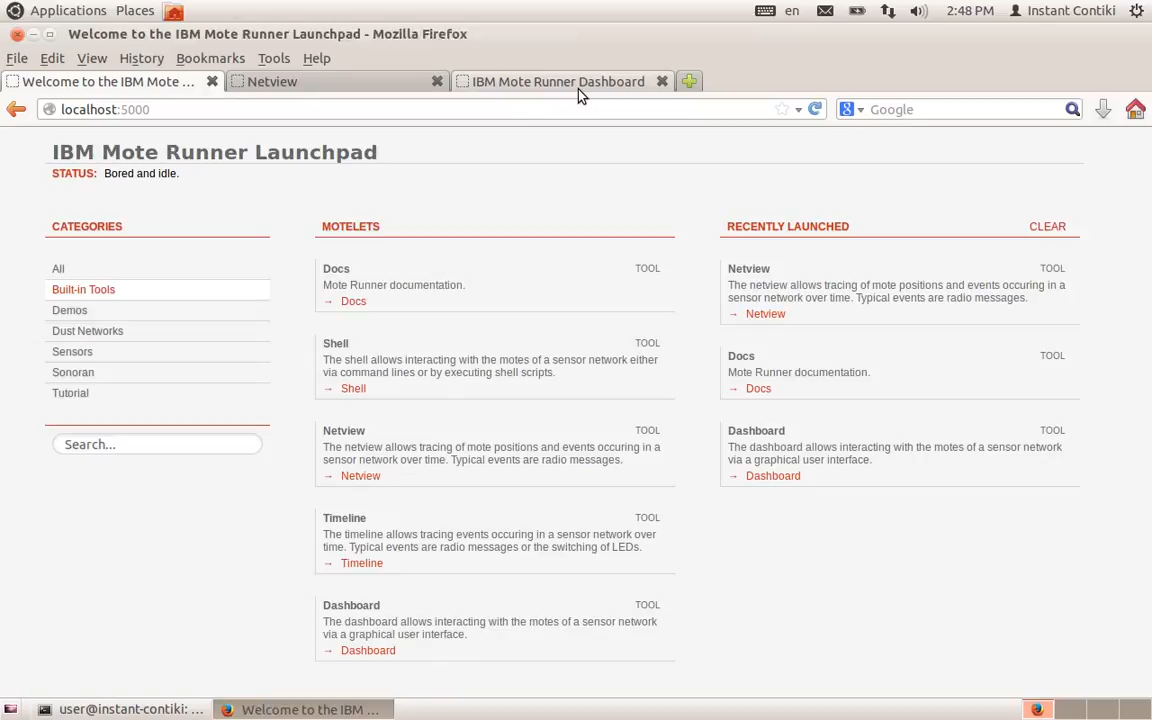 Applications Places en 2:48 PM Instant Contiki
Welcome to the IBM Mote Runner Launchpad - Mozilla Firefox
File Edit View History Bookmarks Tools Help
Welcome to the IBM Mote ... Netview IBM Mote Runner Dashboard
localhost:5000 Google
IBM Mote Runner Launchpad
STATUS: Bored and idle.
CATEGORIES
All
Built-in Tools
Demos
Dust Networks
Sensors
Sonoran
Tutorial
Search...
MOTELETS
Docs TOOL
Mote Runner documentation.
→ Docs
Shell TOOL
The shell allows interacting with the motes of a sensor network either
via command lines or by executing shell scripts.
→ Shell
Netview TOOL
The netview allows tracing of mote positions and events occuring in a
sensor network over time. Typical events are radio messages.
→ Netview
Timeline TOOL
The timeline allows tracing events occuring in a sensor network over
time. Typical events are radio messages or the switching of LEDs.
→ Timeline
Dashboard TOOL
The dashboard allows interacting with the motes of a sensor network
via a graphical user interface.
→ Dashboard
RECENTLY LAUNCHED CLEAR
Netview TOOL
The netview allows tracing of mote positions and events occuring in a
sensor network over time. Typical events are radio messages.
→ Netview
Docs TOOL
Mote Runner documentation.
→ Docs
Dashboard TOOL
The dashboard allows interacting with the motes of a sensor network
via a graphical user interface.
→ Dashboard
user@instant-contiki: ... Welcome to the IBM ...